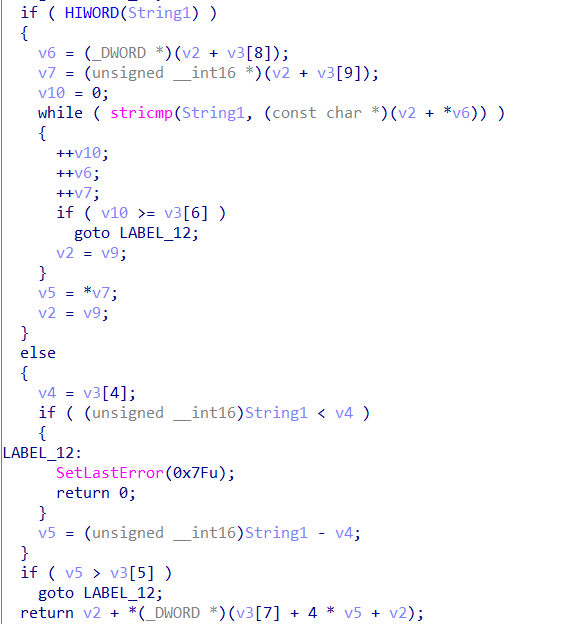 if ( HIWORD(String1) )
{
v6 = (_DWORD *)(v2 + v3[8]);
v7 = (unsigned __int16 *)(v2 + v3[9]);
v10 = 0;
while ( stricmp(String1, (const char *)(v2 + *v6)) )
{
++v10;
++v6;
++v7;
if ( v10 >= v3[6] )
goto LABEL_12;
v2 = v9;
}
v5 = *v7;
v2 = v9;
}
else
{
v4 = v3[4];
if ( (unsigned __int16)String1 < v4 )
{
LABEL_12:
SetLastError(0x7Fu);
return 0;
}
v5 = (unsigned __int16)String1 - v4;
}
if ( v5 > v3[5] )
goto LABEL_12;
return v2 + *(_DWORD *)(v3[7] + 4 * v5 + v2);